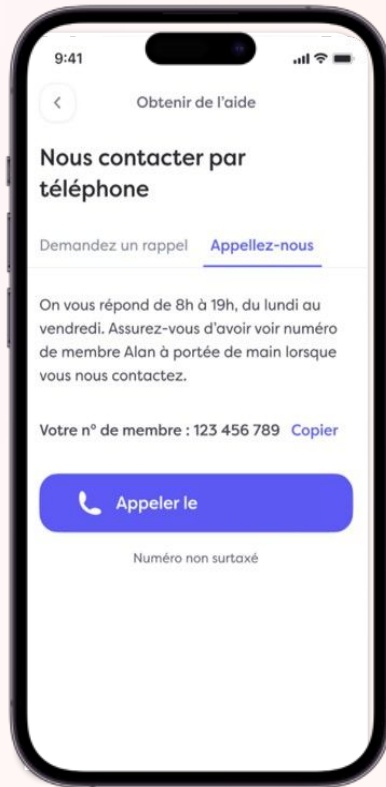 9:41
Obtenir de l'aide
Nous contacter par
téléphone
Demandez un rappel Appellez-nous
On vous répond de 8h à 19h, du lundi au
vendredi. Assurez-vous d'avoir voir numéro
de membre Alan à portée de main lorsque
vous nous contactez.
Votre n° de membre : 123 456 789 Copier
Appeler le
Numéro non surtaxé